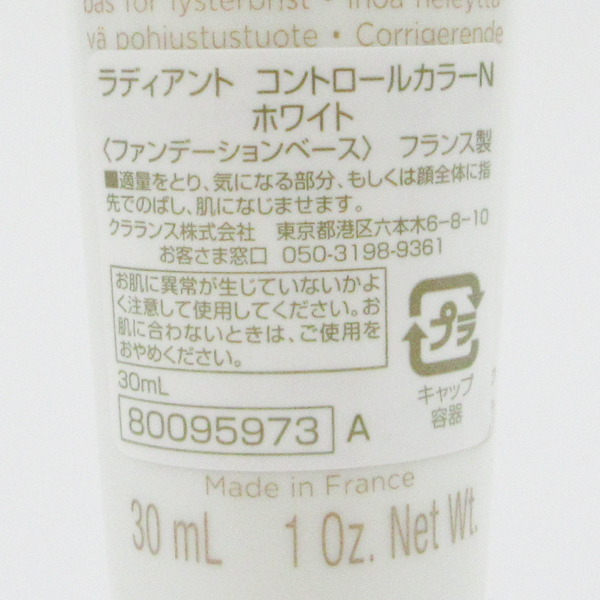 bas för lysterbrist • Ihoa heleyttä
vä pohjustustuote • Corrigerende
ラディアント コントロールカラーN
ホワイト
〈ファンデーションベース〉 フランス製
■適量をとり、気になる部分、もしくは顔全体に指
先でのばし、肌になじませます。
クラランス株式会社 東京都港区六本木6-8-10
お客さま窓口 050-3198-9361
お肌に異常が生じていないかよ
く注意して使用してください。お
肌に合わないときは、ご使用を
おやめください。
プラ
キャップ
容器
30mL
80095973 A
Made in France
30 mL 1 Oz. Net Wt.